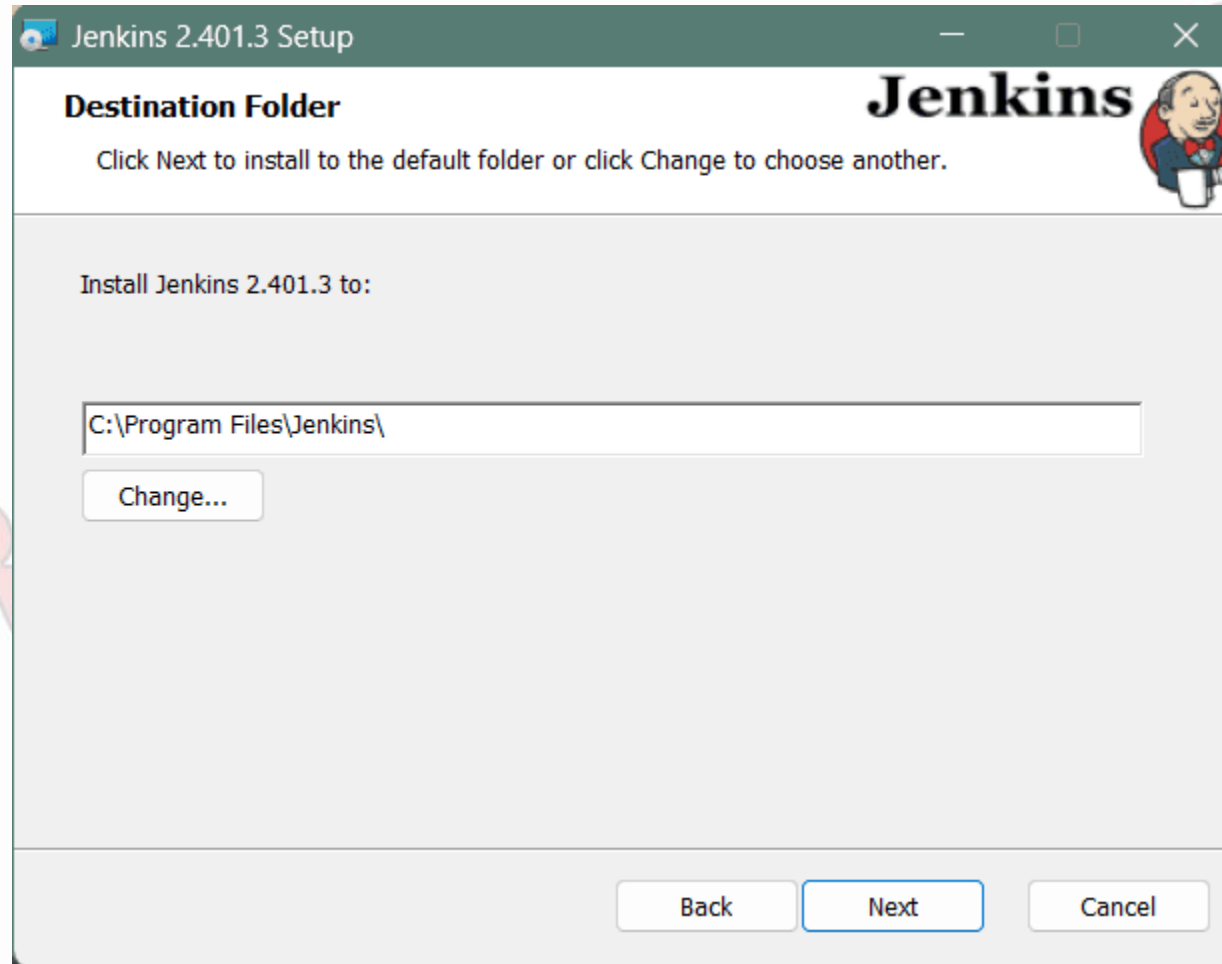 Jenkins 2.401.3 Setup
Jenkins
Destination Folder
Click Next to install to the default folder or click Change to choose another.
Install Jenkins 2.401.3 to:
C:\Program Files\Jenkins\
Change...
Back Next Cancel